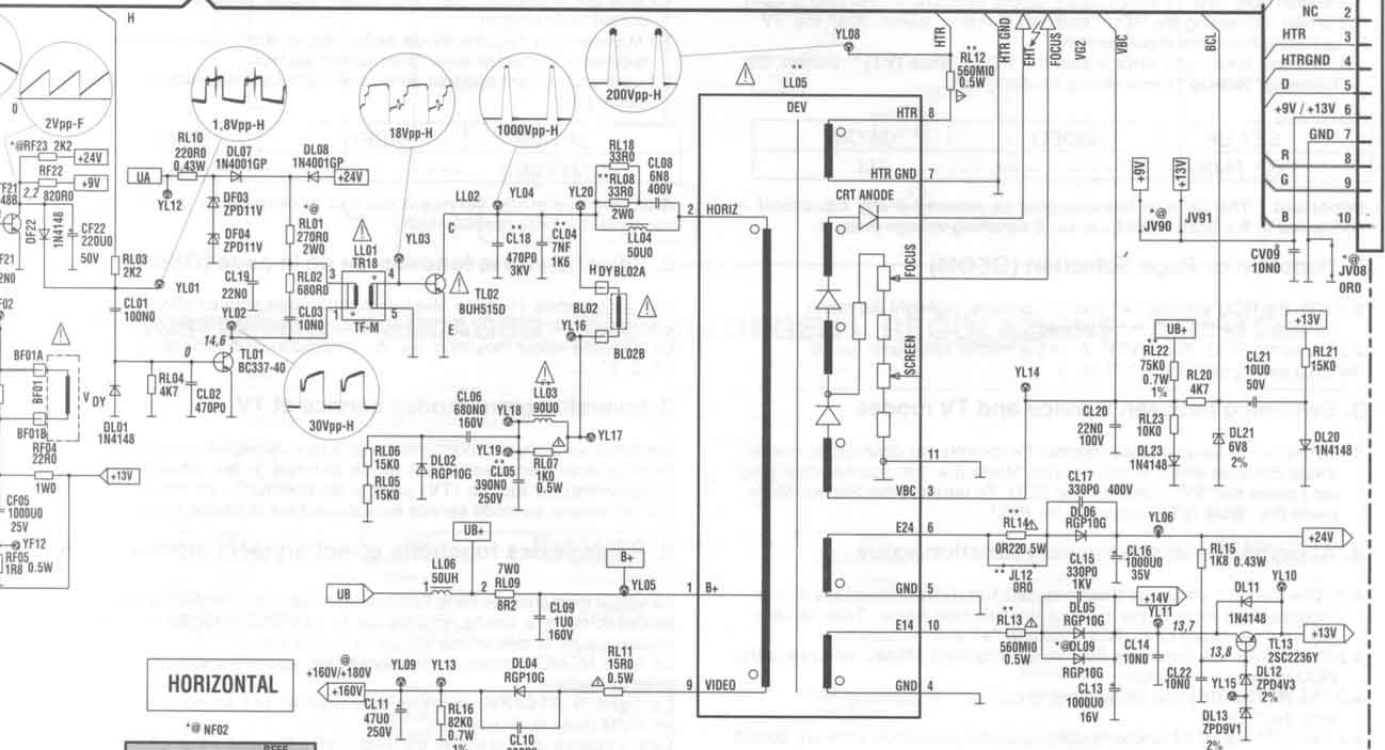 H
HTR
HTR GND
EHT
FOCUS
FG2
VBC
BCL
NC 2
HTR 3
HTRGND 4
D 5
+9V / +13V 6
GND 7
R 8
G 9
B 10
0
2Vpp-F
1,8Vpp-H
18Vpp-H
1000Vpp-H
200Vpp-H
30Vpp-H
YL08
RL12
560MI0
0.5W
LL05
DEV
HTR 8
HTR GND 7
CRT ANODE
FOCUS
SCREEN
*@RF23 2K2
+24V
RF22
820R0
+9V
2,2
DF22
1N4148
CF22
220U0
50V
RL10
220R0
0.43W
DL07
1N4001GP
DL08
1N4001GP
+24V
UA
YL12
DF03
ZPD11V
DF04
ZPD11V
*@
RL01
270R0
2W0
RL02
680R0
CL03
10N0
CL19
22N0
YL02
14,6
RL03
2K2
YL01
CL01
100N0
LL01
TR18
3
4
1
5
TF-M
YL03
TL02
BUH515D
C
LL02
YL04
YL20
RL18
33R0
**RL08
33R0
2W0
CL08
6N8
400V
**
CL18
470P0
3KV
CL04
7NF
1K6
LL04
50U0
2 HORIZ
H DY BL02A
BL02
YL16
BL02B
0
TL01
BC337-40
RL04
4K7
CL02
470P0
BF01A
BF01
BF01B
V DY
DL01
1N4148
RF04
22R0
1W0
+13V
CF05
1000U0
25V
YF12
RF05
1R8 0.5W
CL06
680N0
160V
YL18
LL03
90U0
YL17
YL19
RL06
15K0
RL05
15K0
DL02
RGP10G
CL05
390N0
250V
RL07
1K0
0.5W
UB+
B+
YL05
UB
LL06
50UH
1
2
7W0
RL09
8R2
CL09
1U0
160V
1 B+
HORIZONTAL
*@ NF02
@
+160V/+180V
+160V
YL09
YL13
CL11
47U0
250V
RL16
82K0
0.7W
1%
DL04
RGP10G
CL10
RL11
15R0
0.5W
9 VIDEO
11
VBC 3
E24 6
GND 5
E14 10
GND 4
**
RL14
0R22 0.5W
** JL12
0R0
**
RL13
560MI0
0.5W
CL17
330P0 400V
DL06
RGP10G
CL15
330P0
1KV
DL05
RGP10G
*@DL09
RGP10G
CL13
1000U0
16V
YL06
CL16
1000U0
35V
+14V
YL11
13,7
CL14
10N0
CL22
10N0
RL15
1K8 0.43W
+24V
DL11
1N4148
YL10
+13V
13,8
TL13
2SC2236Y
YL15
DL12
ZPD4V3
2%
DL13
ZPD9V1
2%
YL14
CL20
22N0
100V
UB+
RL22
75K0
0.7W
1%
RL23
10K0
DL23
1N4148
RL20
4K7
CL21
10U0
50V
DL21
6V8
2%
+13V
RL21
15K0
DL20
1N4148
+9V
+13V
*@
JV90
JV91
CV09
10N0
*@
JV08
0R0